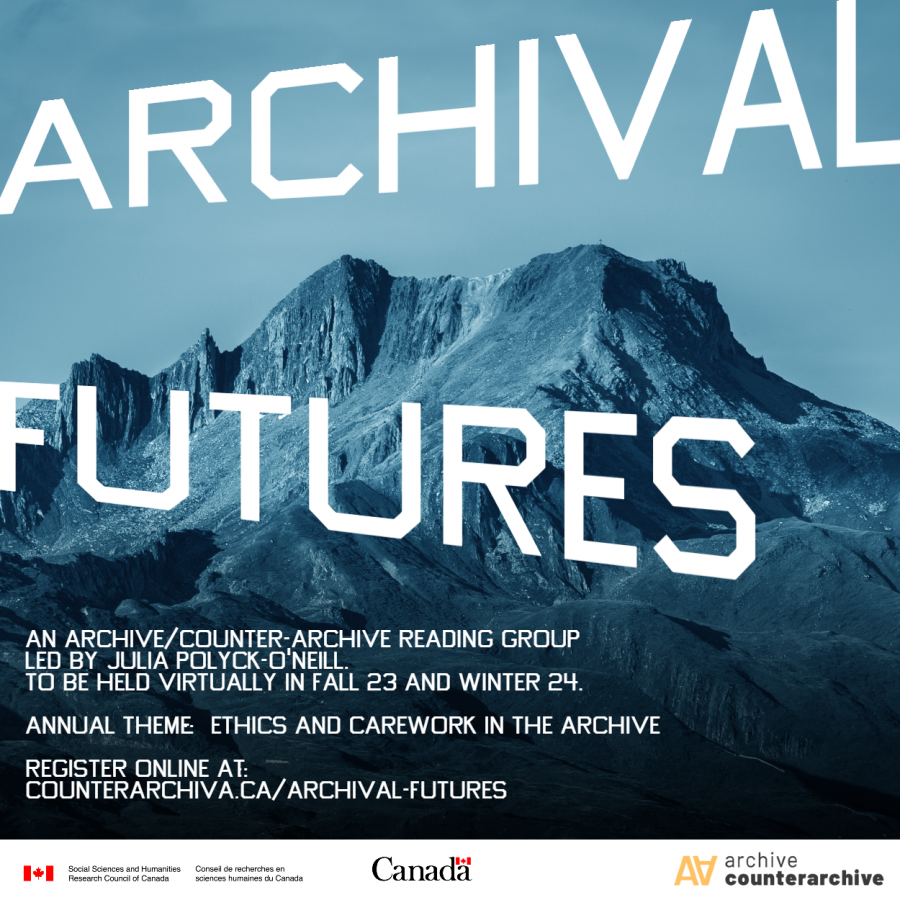 ARCHIVAL
FUTURES
AN ARCHIVE/COUNTER-ARCHIVE READING GROUP
LED BY JULIA POLYCK-O'NEILL.
TO BE HELD VIRTUALLY IN FALL 23 AND WINTER 24.
ANNUAL THEME: ETHICS AND CAREWORK IN THE ARCHIVE
REGISTER ONLINE AT:
COUNTERARCHIVA.CA/ARCHIVAL-FUTURES
Social Sciences and Humanities
Research Council of Canada
Conseil de recherches en
sciences humaines du Canada
Canada
archive
counterarchive